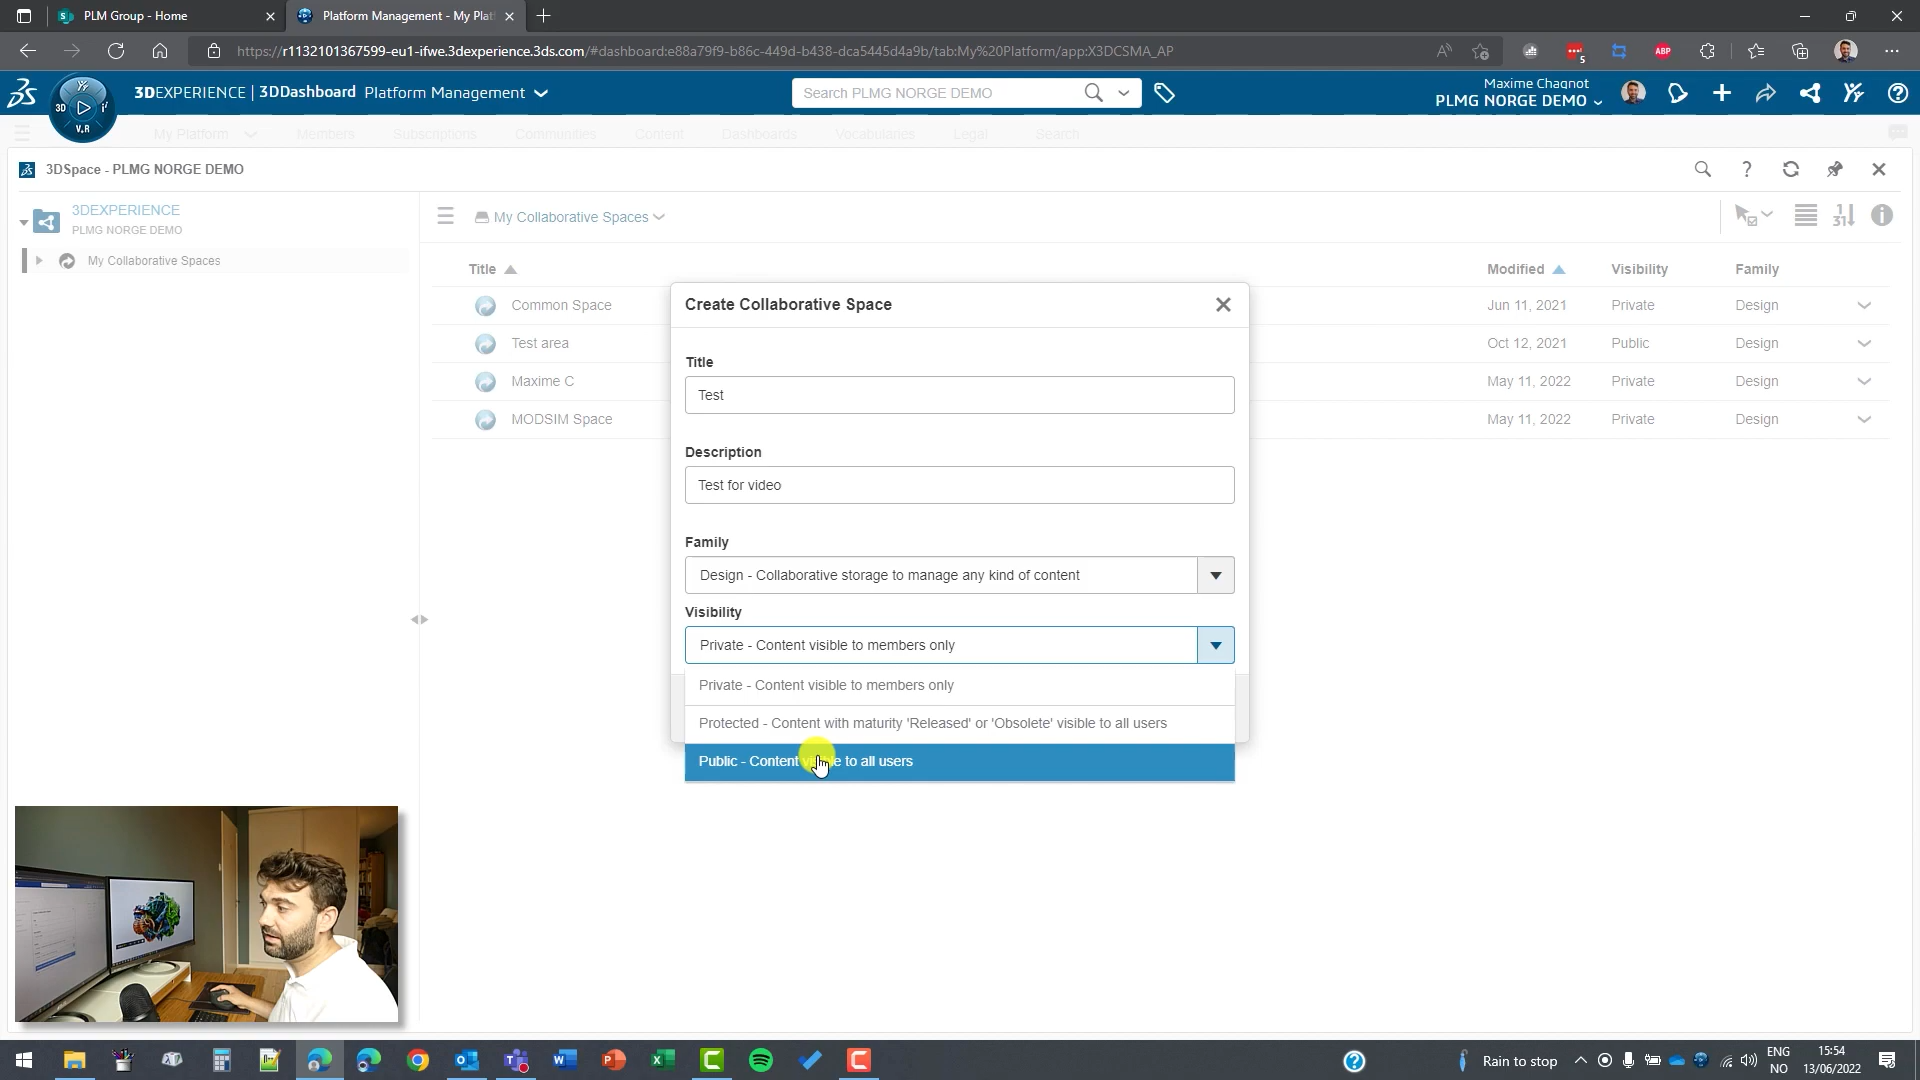 PLM Group - Home
Platform Management - My Plat
https://r1132101367599-eu1-ifwe.3dexperience.3ds.com/#dashboard:e88a79f9-b86c-449d-b438-dca5445d4a9b/tab:My%20Platform/app:X3DCSMA_AP
A
5
ABP
3D
V.R
3DEXPERIENCE | 3DDashboard Platform Management
Search PLMG NORGE DEMO
Maxime Chagnot
PLMG NORGE DEMO
My Platform Members Subscriptions Communities Content Dashboards Vocabularies Legal Search
3DSpace - PLMG NORGE DEMO
3DEXPERIENCE
PLMG NORGE DEMO
My Collaborative Spaces
My Collaborative Spaces
1
31
Title Modified Visibility Family
Common Space Jun 11, 2021 Private Design
Test area Oct 12, 2021 Public Design
Maxime C May 11, 2022 Private Design
MODSIM Space May 11, 2022 Private Design
Create Collaborative Space
Title
Test
Description
Test for video
Family
Design - Collaborative storage to manage any kind of content
Visibility
Private - Content visible to members only
Private - Content visible to members only
Protected - Content with maturity 'Released' or 'Obsolete' visible to all users
Public - Content to all users
Rain to stop
ENG
NO
15:54
13/06/2022